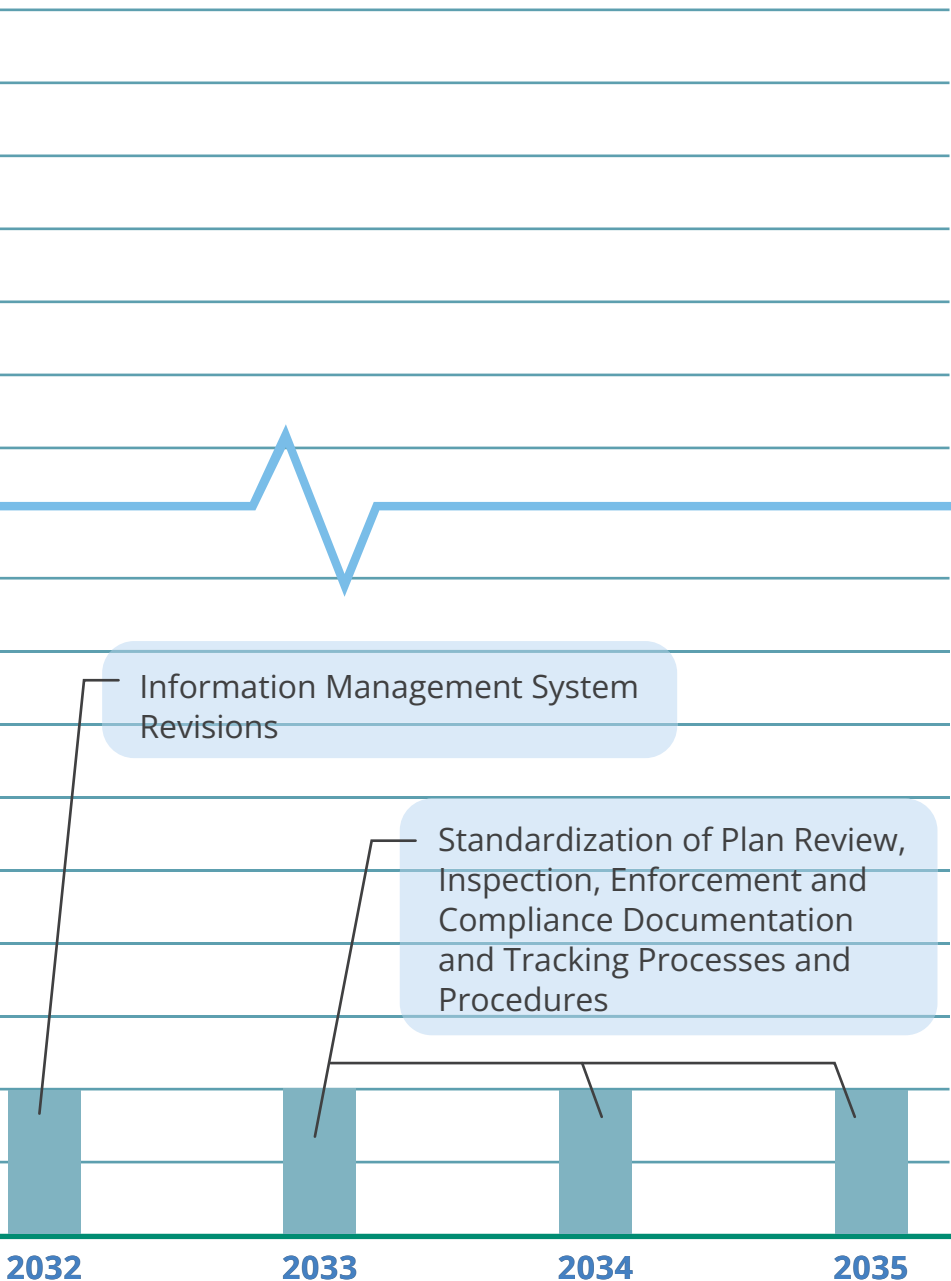 Information Management System
Revisions
Standardization of Plan Review,
Inspection, Enforcement and
Compliance Documentation
and Tracking Processes and
Procedures
2032 2033 2034 2035